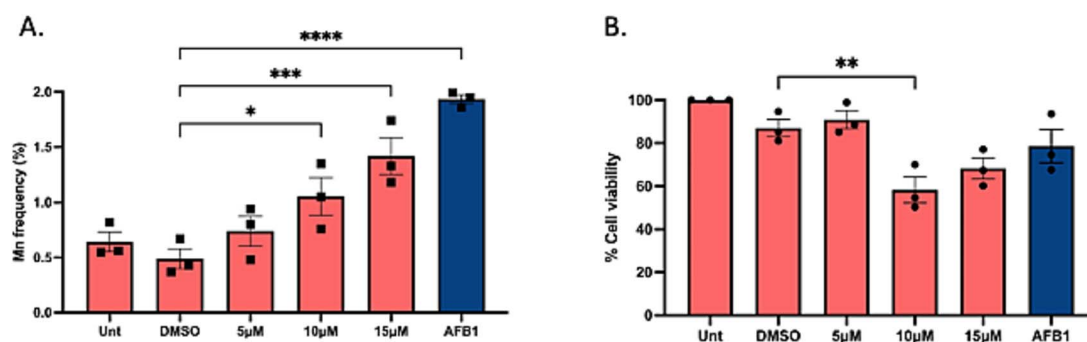 A.
****
***
*
Mn frequency (%)
2.0
1.5
1.0
0.5
0.0
Unt DMSO 5µM 10µM 15µM AFB1
B.
**
% Cell viability
100
80
60
40
20
0
Unt DMSO 5µM 10µM 15µM AFB1